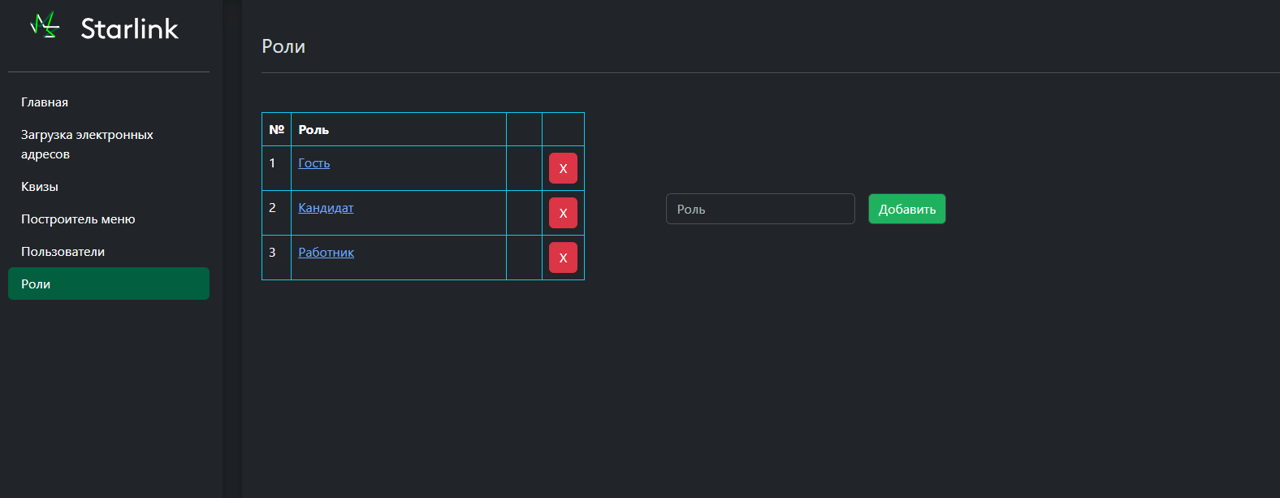 Starlink
Главная
Загрузка электронных
адресов
Квизы
Построитель меню
Пользователи
Роли
Роли
№ Роль
1 Гость X
2 Кандидат X
3 Работник X
Роль Добавить